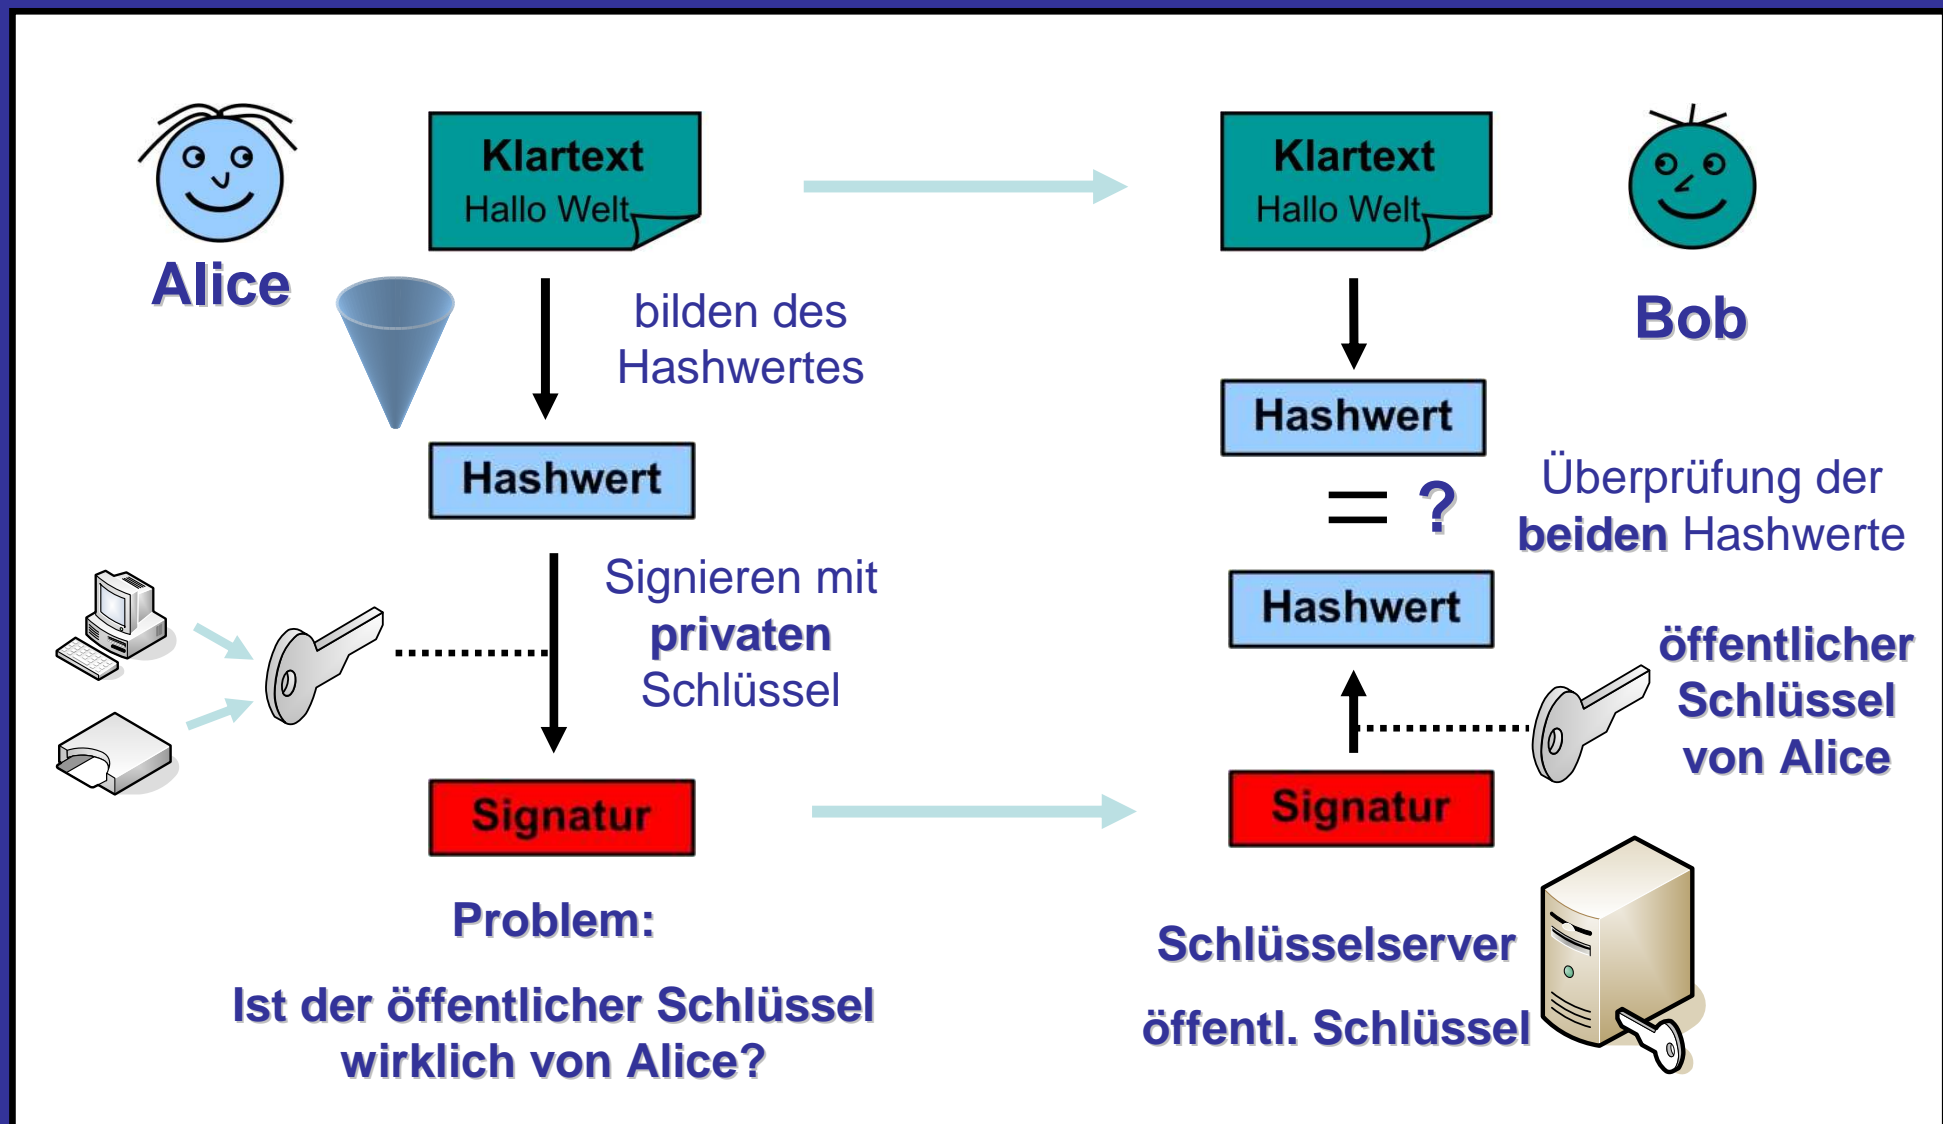 Klartext
Hallo Welt
Alice
bilden des
Hashwertes
Hashwert
Signieren mit
privaten
Schlüssel
Signatur
Problem:
Ist der öffentlicher Schlüssel
wirklich von Alice?
Klartext
Hallo Welt
Bob
Hashwert
= ?
Überprüfung der
beiden Hashwerte
Hashwert
öffentlicher
Schlüssel
von Alice
Signatur
Schlüsselserver
öffentl. Schlüssel